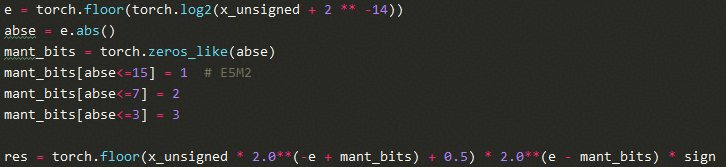 e = torch.floor(torch.log2(x_unsigned + 2 ** -14))
abse = e.abs()
mant_bits = torch.zeros_like(abse)
mant_bits[abse<=15] = 1  # E5M2
mant_bits[abse<=7] = 2
mant_bits[abse<=3] = 3
res = torch.floor(x_unsigned * 2.0**(-e + mant_bits) + 0.5) * 2.0**(e - mant_bits) * sign